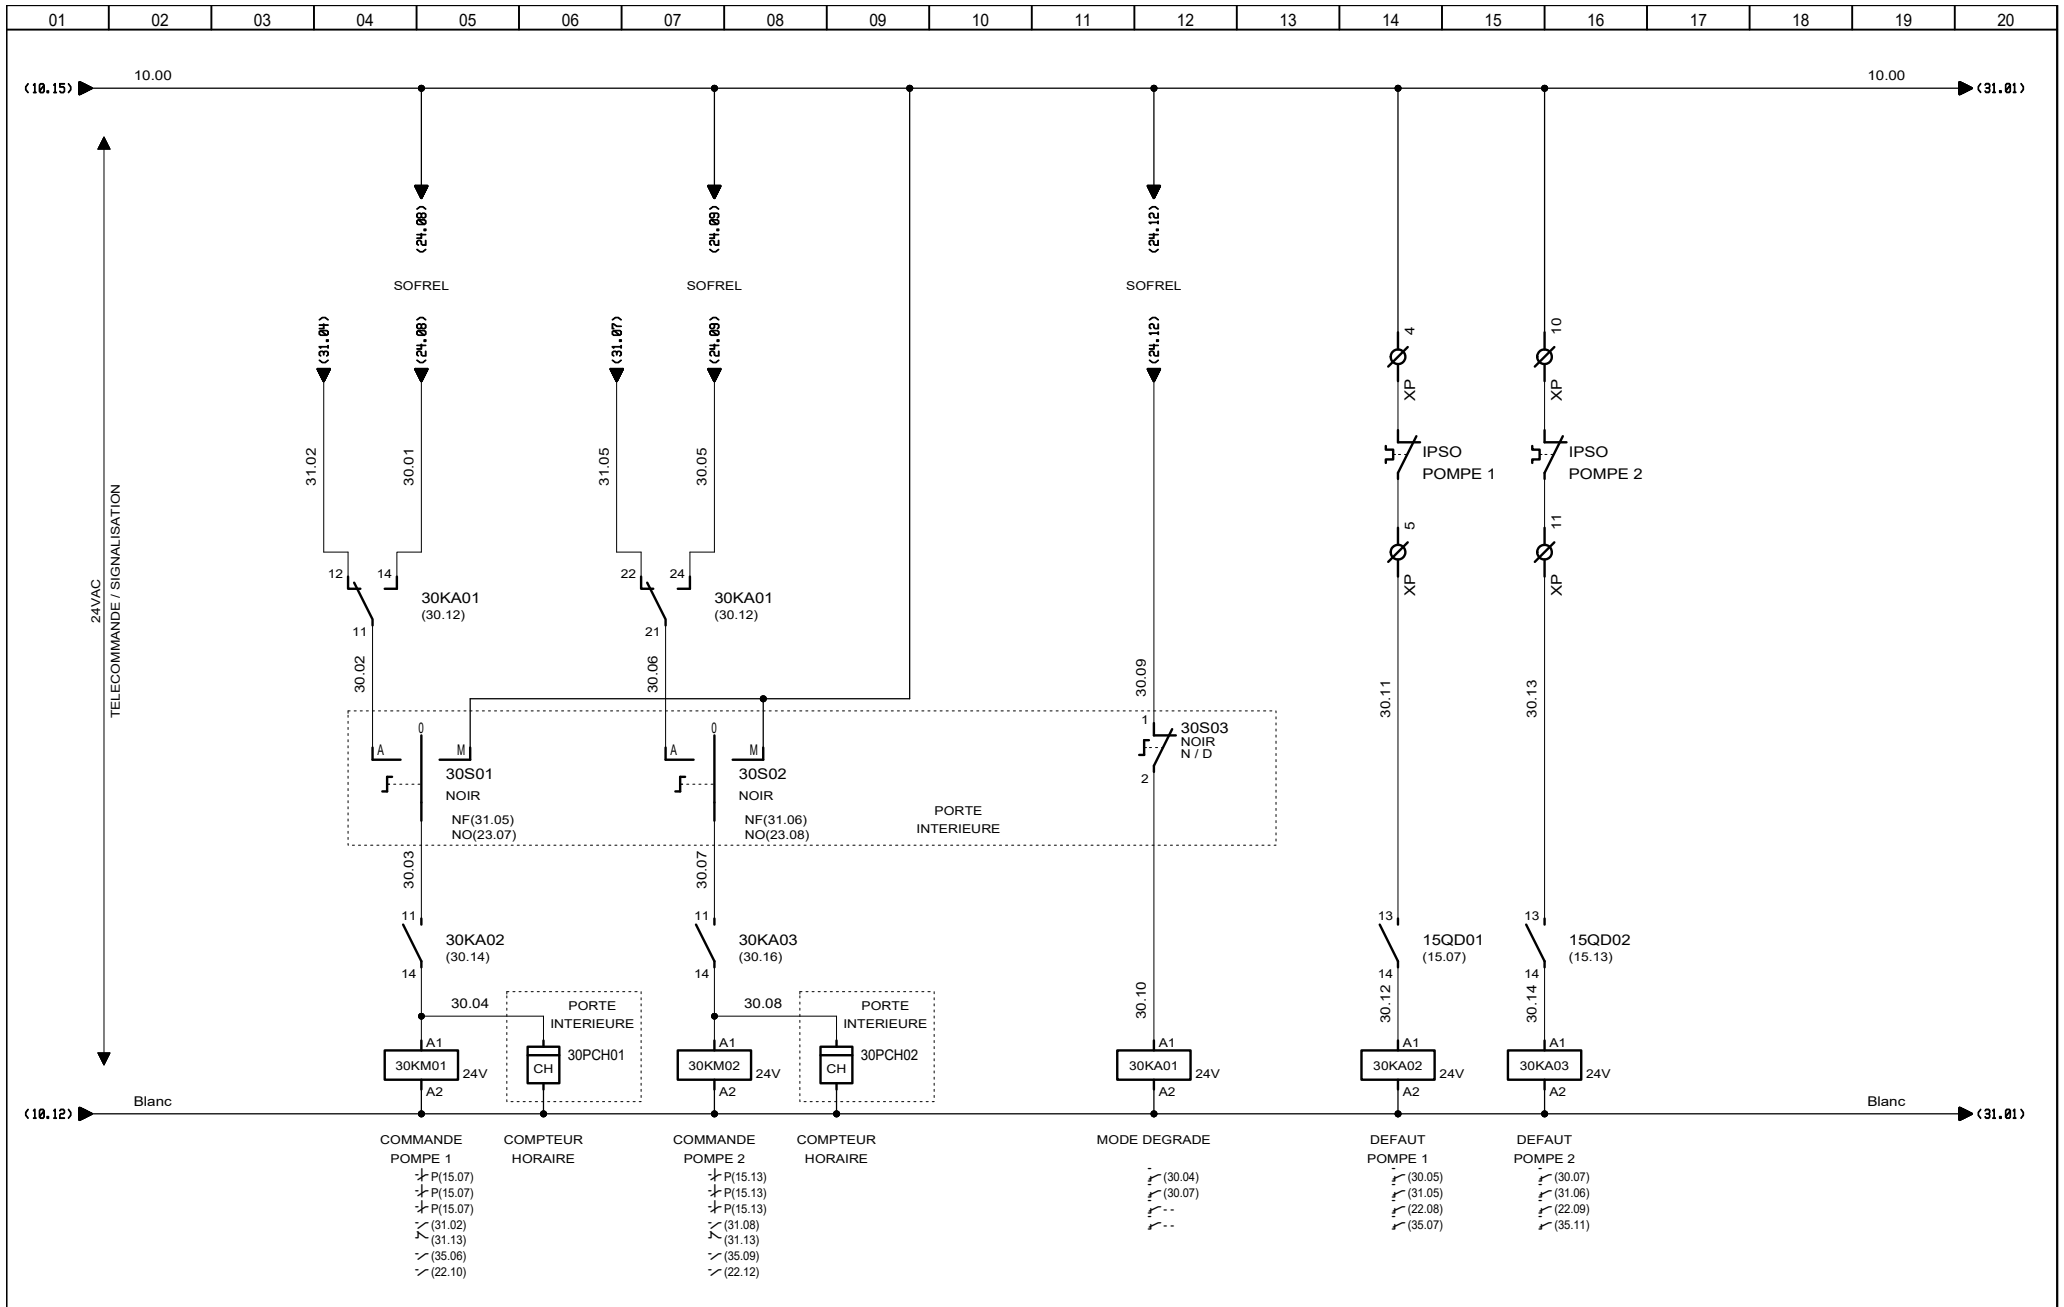 01 02 03 04 05 06 07 08 09 10 11 12 13 14 15 16 17 18 19 20
10.00 10.00
(10.15) (31.01)
(24.08) (24.09) (24.12)
SOFREL SOFREL SOFREL
(31.04) (24.08) (31.07) (24.09) (24.12)
4 10
XP XP
31.02 30.01 31.05 30.05
IPSO IPSO
POMPE 1 POMPE 2
5 11
XP XP
24VAC
TELECOMMANDE / SIGNALISATION
12 14 22 24
30KA01 30KA01
(30.12) (30.12)
11 21
30.02 30.06 30.09 30.11 30.13
0 0 1 30S03
NOIR
N / D
A M A M
30S01 30S02 2
NOIR NOIR
NF(31.05) NF(31.06)
NO(23.07) NO(23.08)
PORTE
INTERIEURE
30.03 30.07
11 11 13 13
30KA02 30KA03 15QD01 15QD02
(30.14) (30.16) (15.07) (15.13)
14 14 14 14
30.04 30.08 30.10 30.12 30.14
PORTE PORTE
INTERIEURE INTERIEURE
A1 A1 A1 A1 A1
30PCH01 30PCH02
30KM01 24V CH 30KM02 24V CH 30KA01 24V 30KA02 24V 30KA03 24V
A2 A2 A2 A2 A2
Blanc Blanc
(10.12) (31.01)
COMMANDE COMPTEUR COMMANDE COMPTEUR MODE DEGRADE DEFAUT DEFAUT
POMPE 1 HORAIRE POMPE 2 HORAIRE POMPE 1 POMPE 2
P(15.07) P(15.13) (30.04) (30.05) (30.07)
P(15.07) P(15.13) (30.07) (31.05) (31.06)
P(15.07) P(15.13) -- (22.08) (22.09)
(31.02) (31.08) -- (35.07) (35.11)
(31.13) (31.13)
(35.06) (35.09)
(22.10) (22.12)